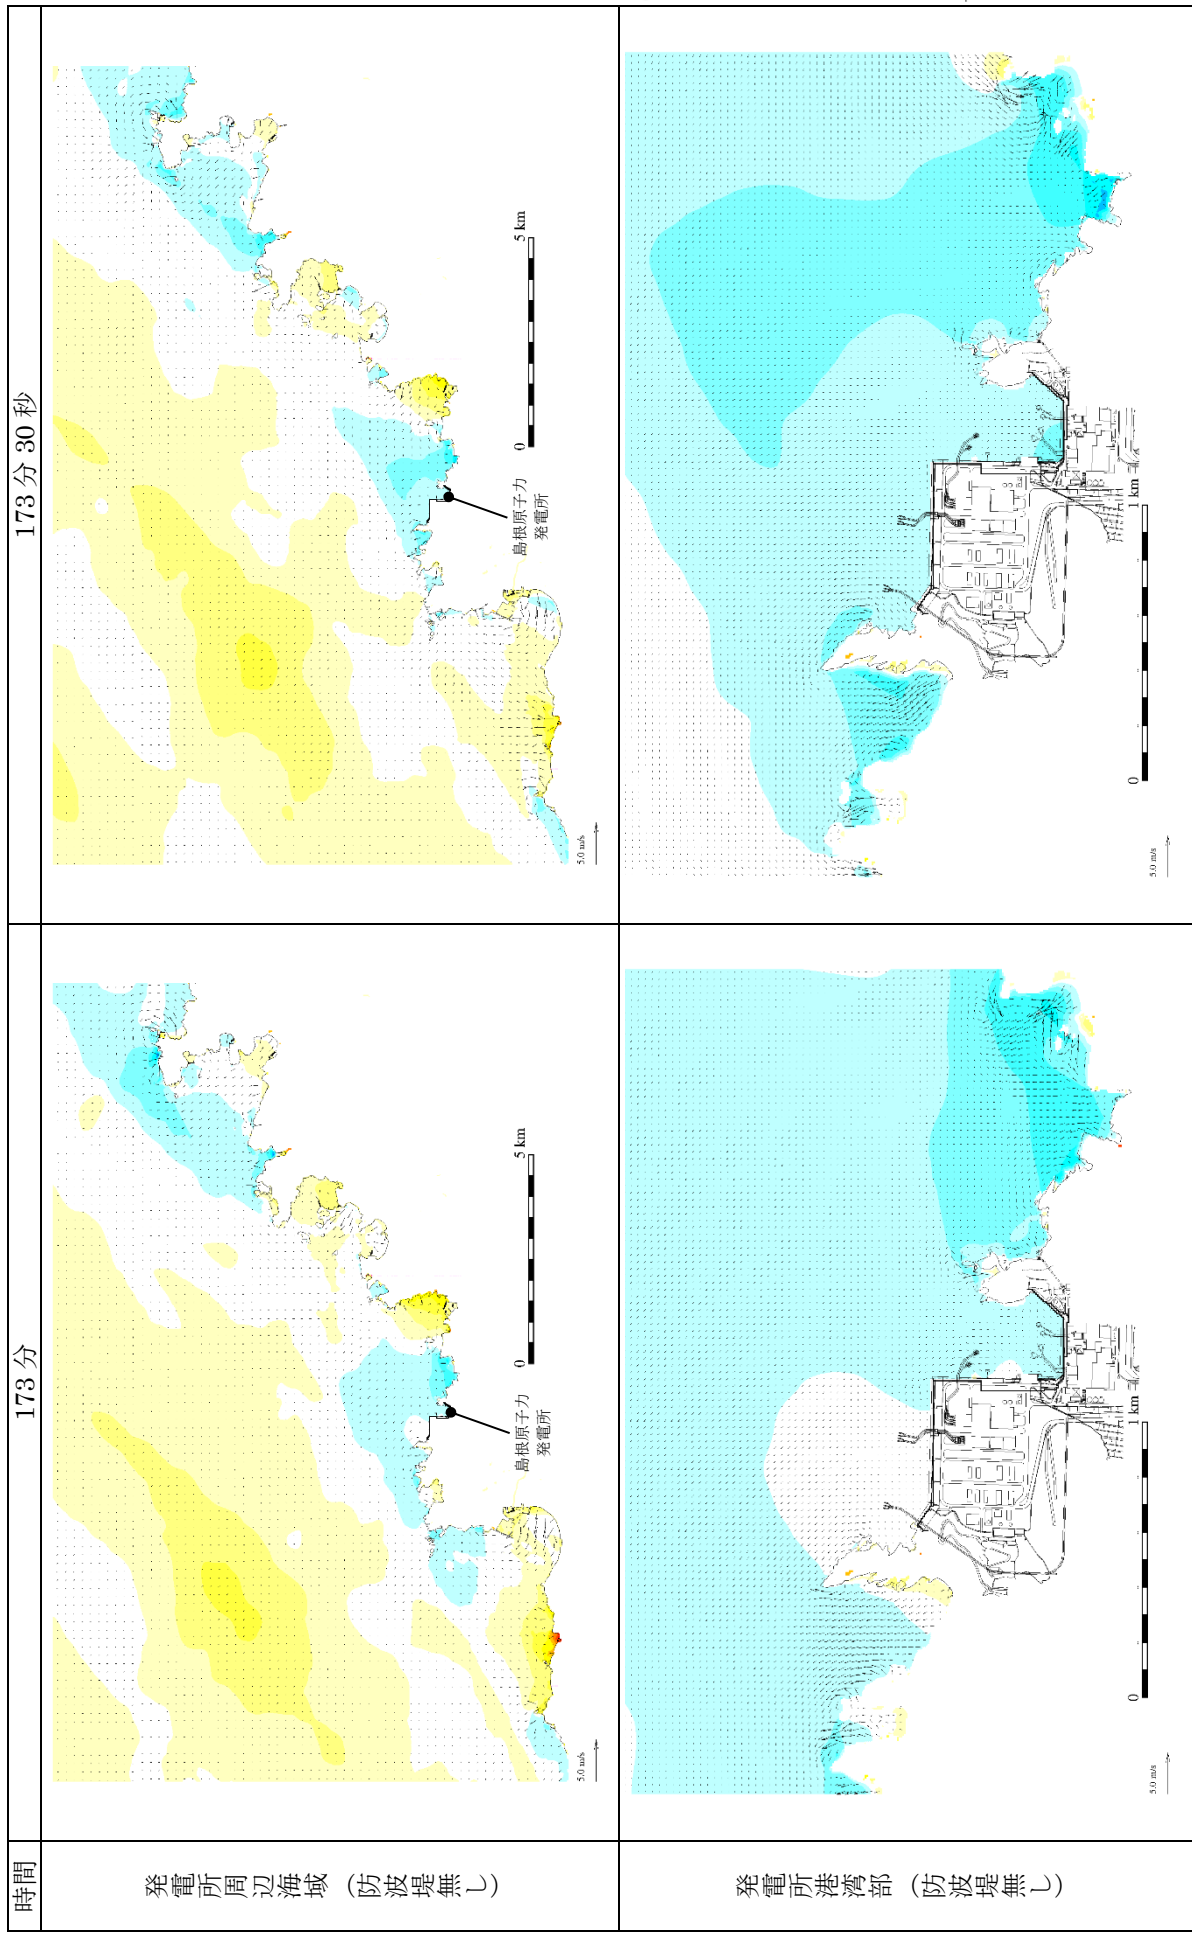 時間
173分
173分30秒
発電所周辺海域（防波堤無し）
島根原子力
発電所
0
5 km
5.0 m/s
島根原子力
発電所
0
5 km
5.0 m/s
発電所港湾部（防波堤無し）
0
1 km
5.0 m/s
0
1 km
5.0 m/s